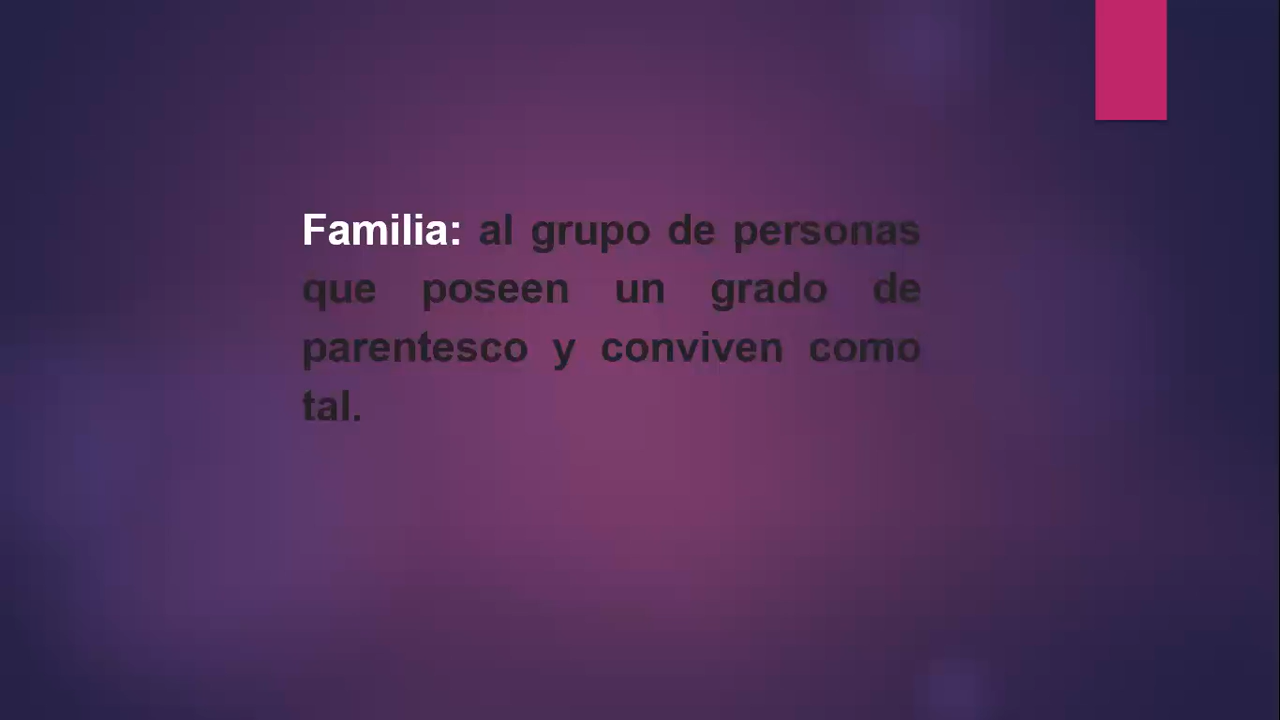 Familia: al grupo de personas
que poseen un grado de
parentesco y conviven como
tal.